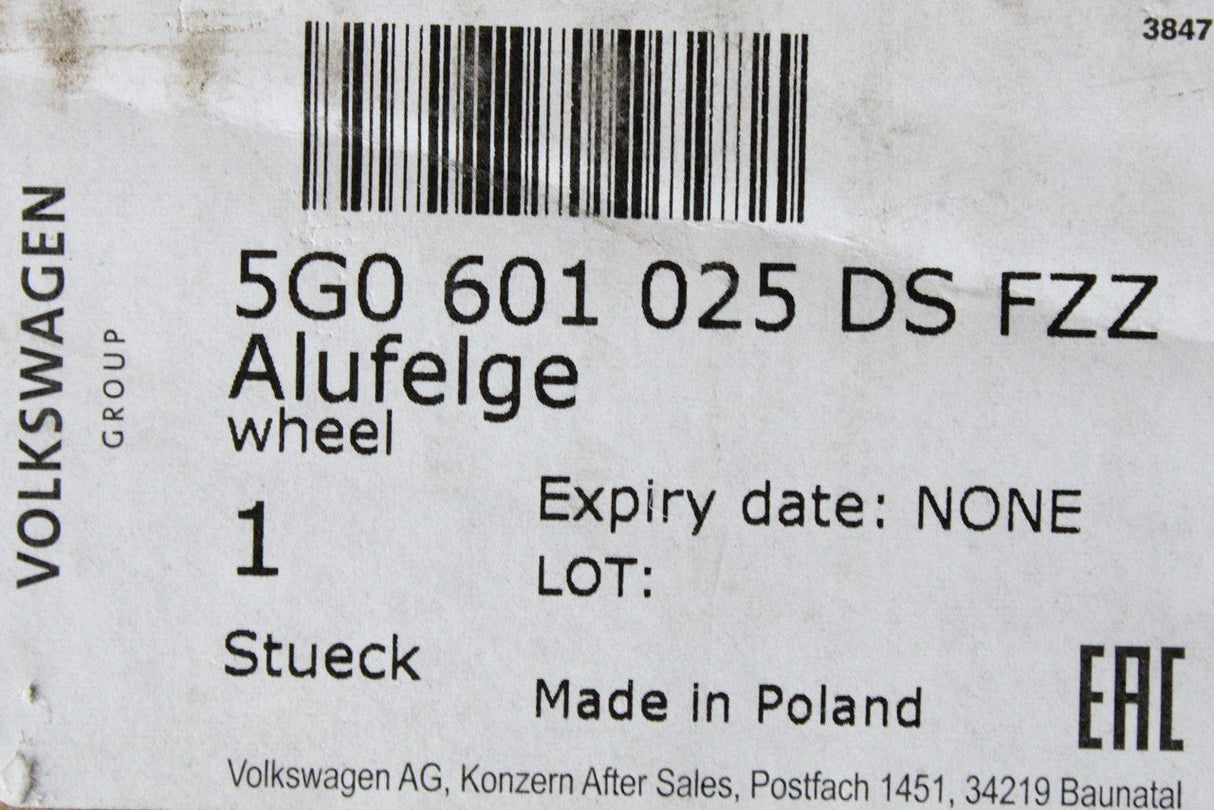 3847
VOLKSWAGEN
GROUP
5G0 601 025 DS FZZ
Alufelge
wheel
1
Expiry date: NONE
LOT:
Stueck
Made in Poland
EAC
Volkswagen AG, Konzern After Sales, Postfach 1451, 34219 Baunatal